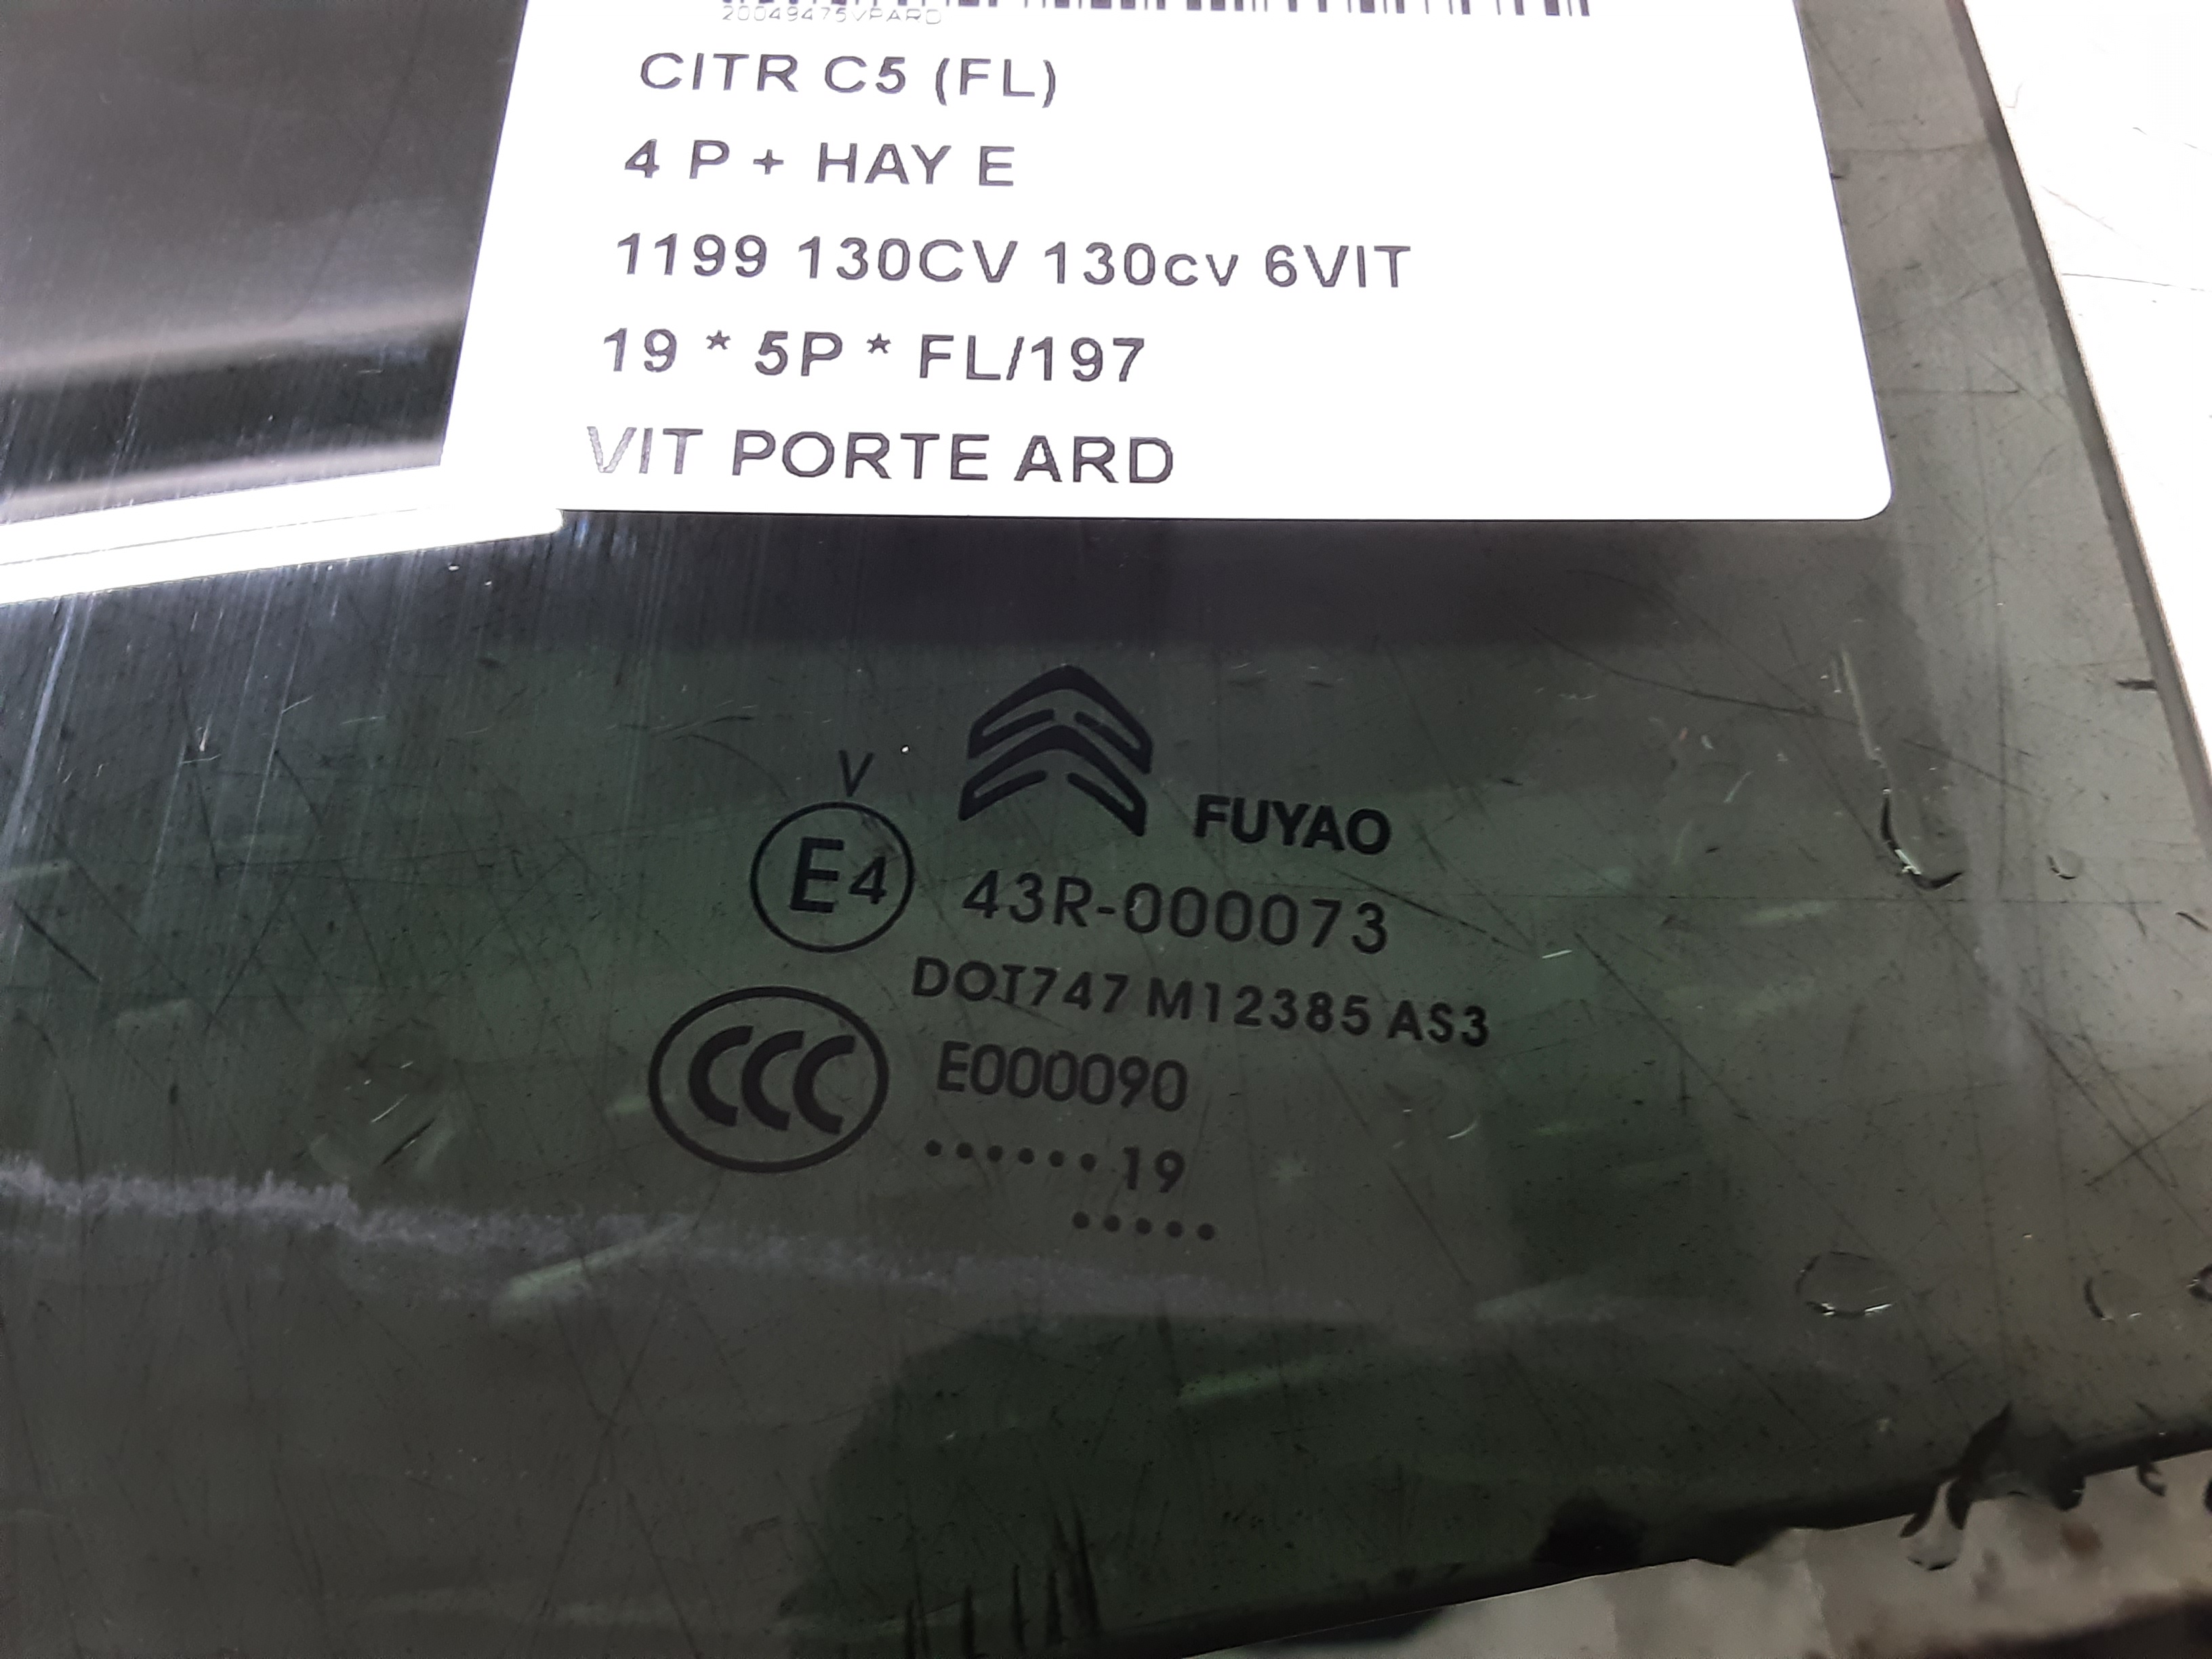 20049475VPARD
CITR C5 (FL)
4 P + HAY E
1199 130CV 130cv 6VIT
19 * 5P * FL/197
VIT PORTE ARD
V
FUYAO
E4 43R-000073
DOT747 M12385 AS3
CCC E000090
......19
.....